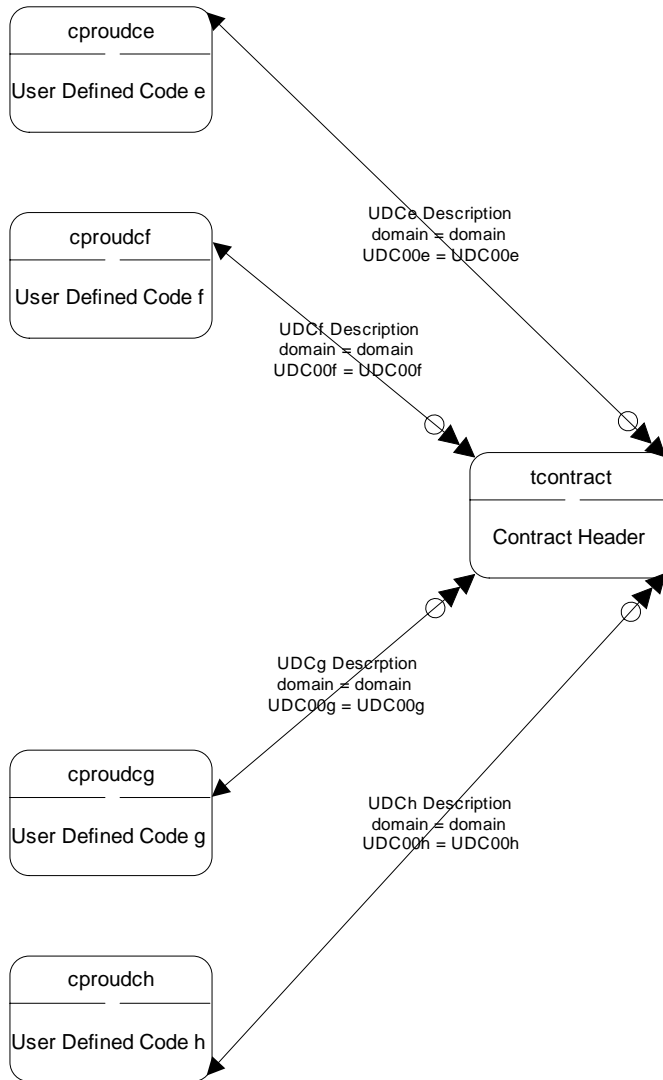 cproudce
User Defined Code e
UDCe Description
domain = domain
UDC00e = UDC00e
cproudcf
User Defined Code f
UDCf Description
domain = domain
UDC00f = UDC00f
tcontract
Contract Header
UDCg Descrption
domain = domain
UDC00g = UDC00g
cproudcg
User Defined Code g
UDCh Description
domain = domain
UDC00h = UDC00h
cproudch
User Defined Code h